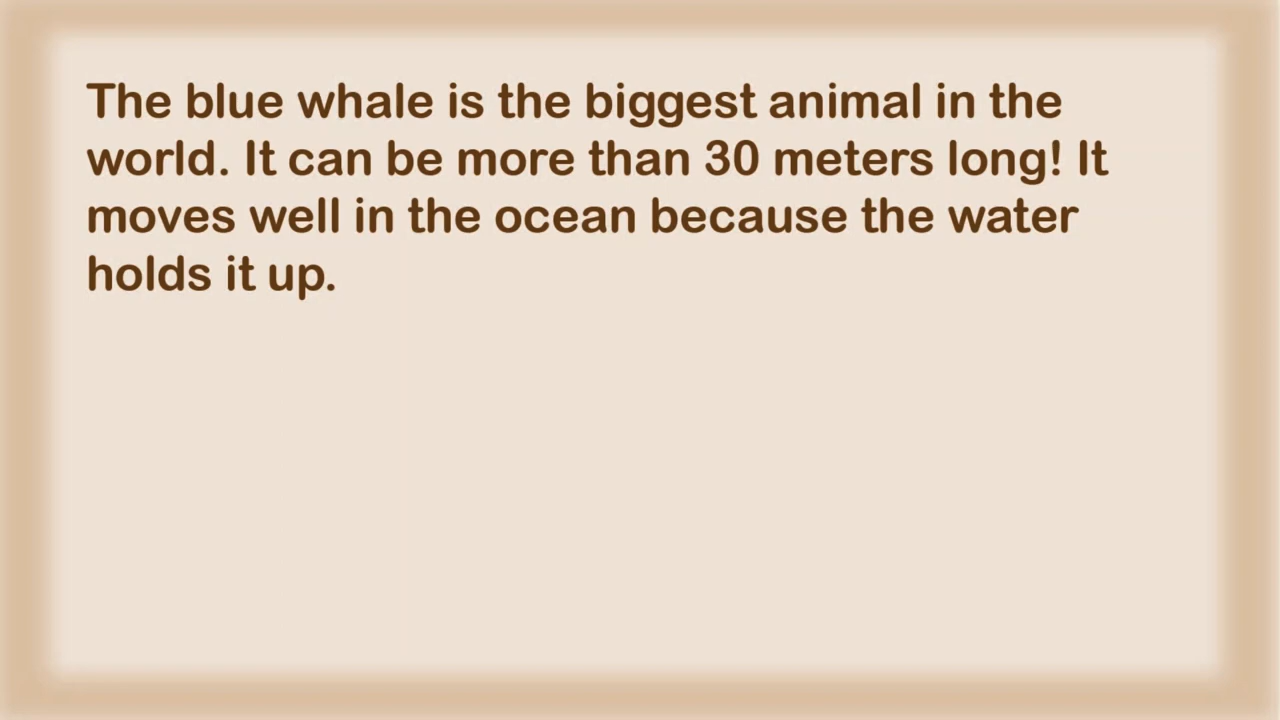 The blue whale is the biggest animal in the
world. It can be more than 30 meters long! It
moves well in the ocean because the water
holds it up.